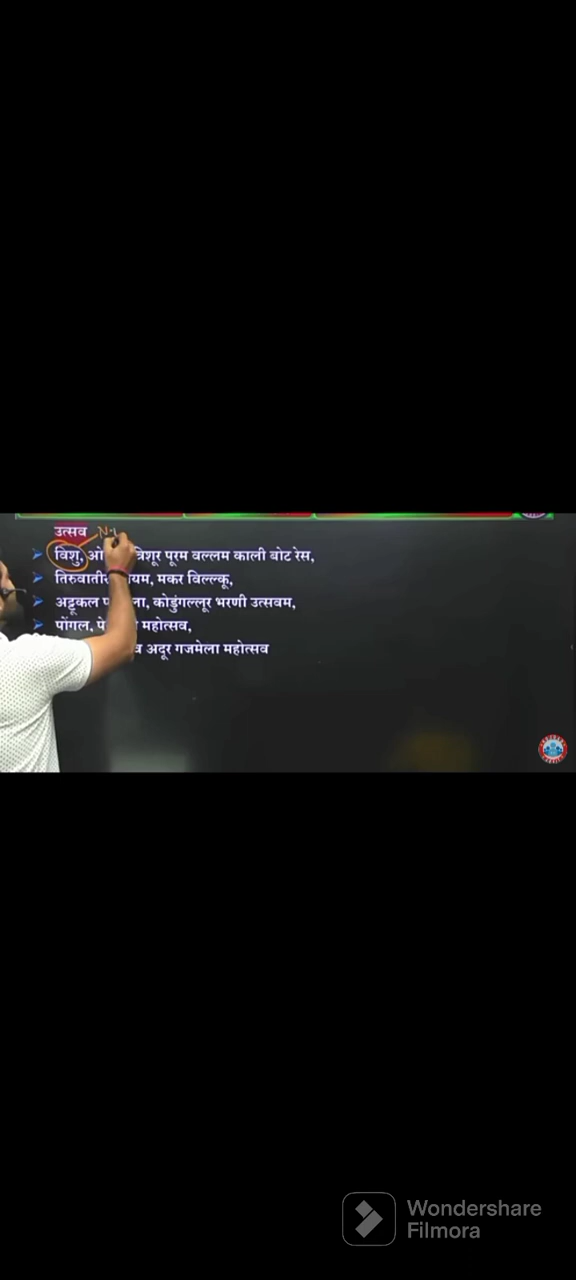 उत्सव
विशु, त्रिशूर पूरम वल्लम काली बोट रेस,
मकर विल्लकू,
अट्टूकल कोडुंगल्लूर भरणी उत्सवम,
पोंगल, महोत्सव,
अदूर गजमेला महोत्सव
Wondershare
Filmora